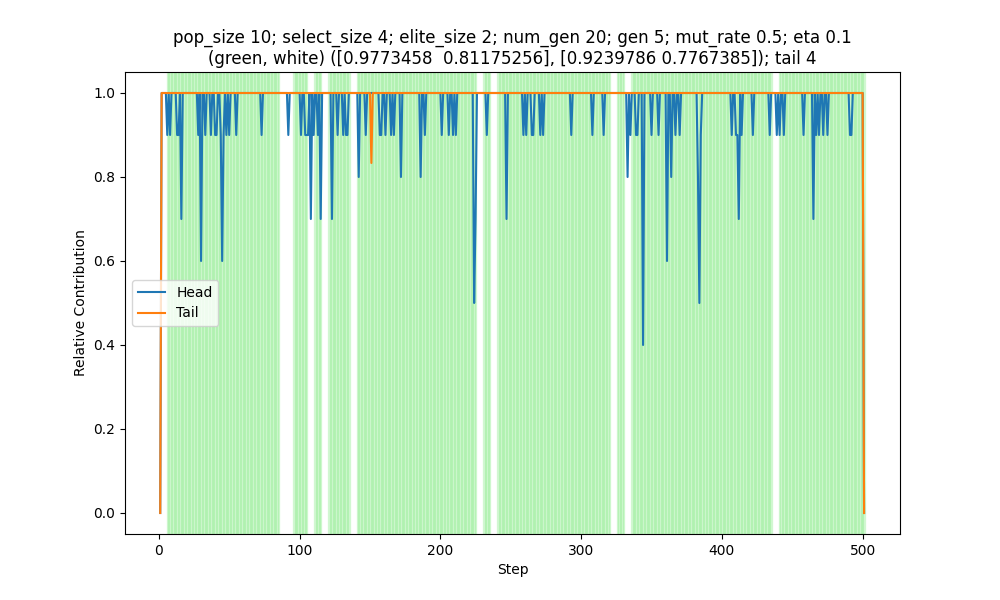 pop_size 10; select_size 4; elite_size 2; num_gen 20; gen 5; mut_rate 0.5; eta 0.1
(green, white) ([0.9773458  0.81175256], [0.9239786 0.7767385]); tail 4
1.0
0.8
0.6
0.4
0.2
0.0
Relative Contribution
Head
Tail
0 100 200 300 400 500
Step